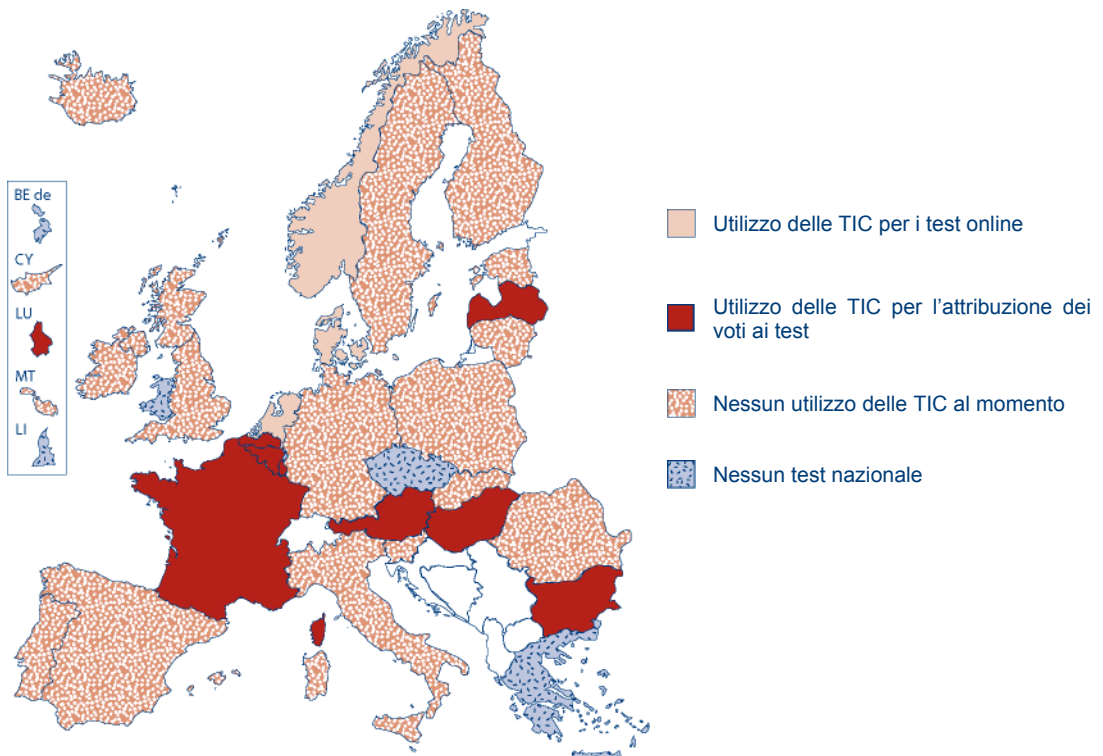 BE de
CY
LU
MT
LI
Utilizzo delle TIC per i test online
Utilizzo delle TIC per l'attribuzione dei
voti ai test
Nessun utilizzo delle TIC al momento
Nessun test nazionale